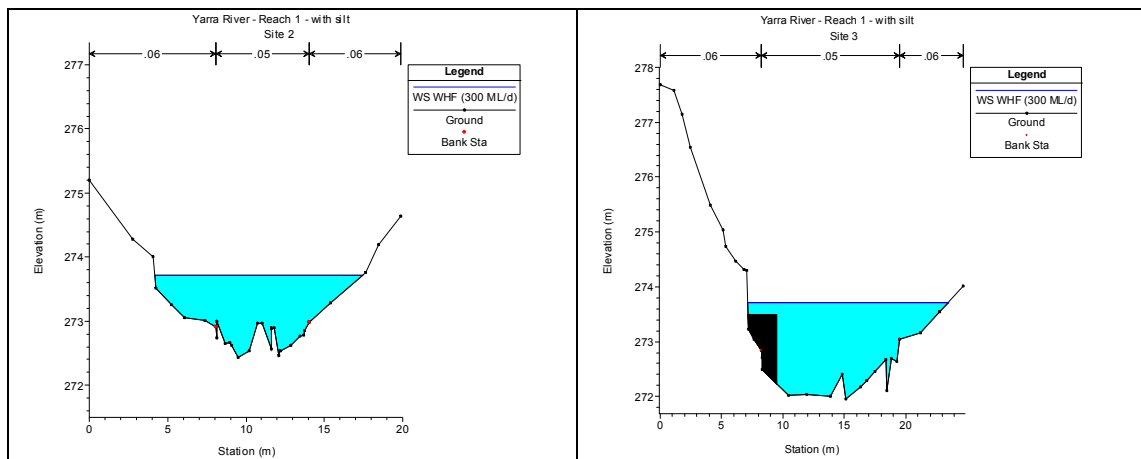 Yarra River - Reach 1 - with silt
Site 2
.06
.05
.06
277
276
275
274
273
272
Elevation (m)
0
5
10
15
20
Station (m)
Legend
WS WHF (300 ML/d)
Ground
Bank Sta
Yarra River - Reach 1 - with silt
Site 3
.06
.05
.06
278
277
276
275
274
273
272
Elevation (m)
0
5
10
15
20
25
Station (m)
Legend
WS WHF (300 ML/d)
Ground
Bank Sta